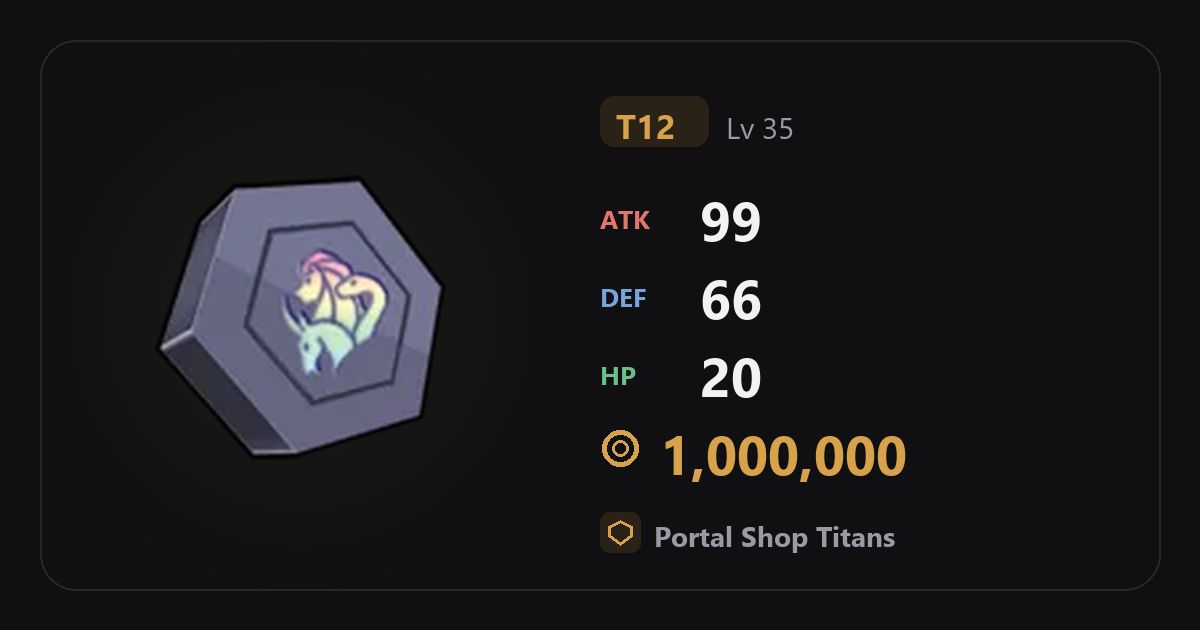 T12 Lv 35
ATK 99
DEF 66
HP 20
1,000,000
Portal Shop Titans